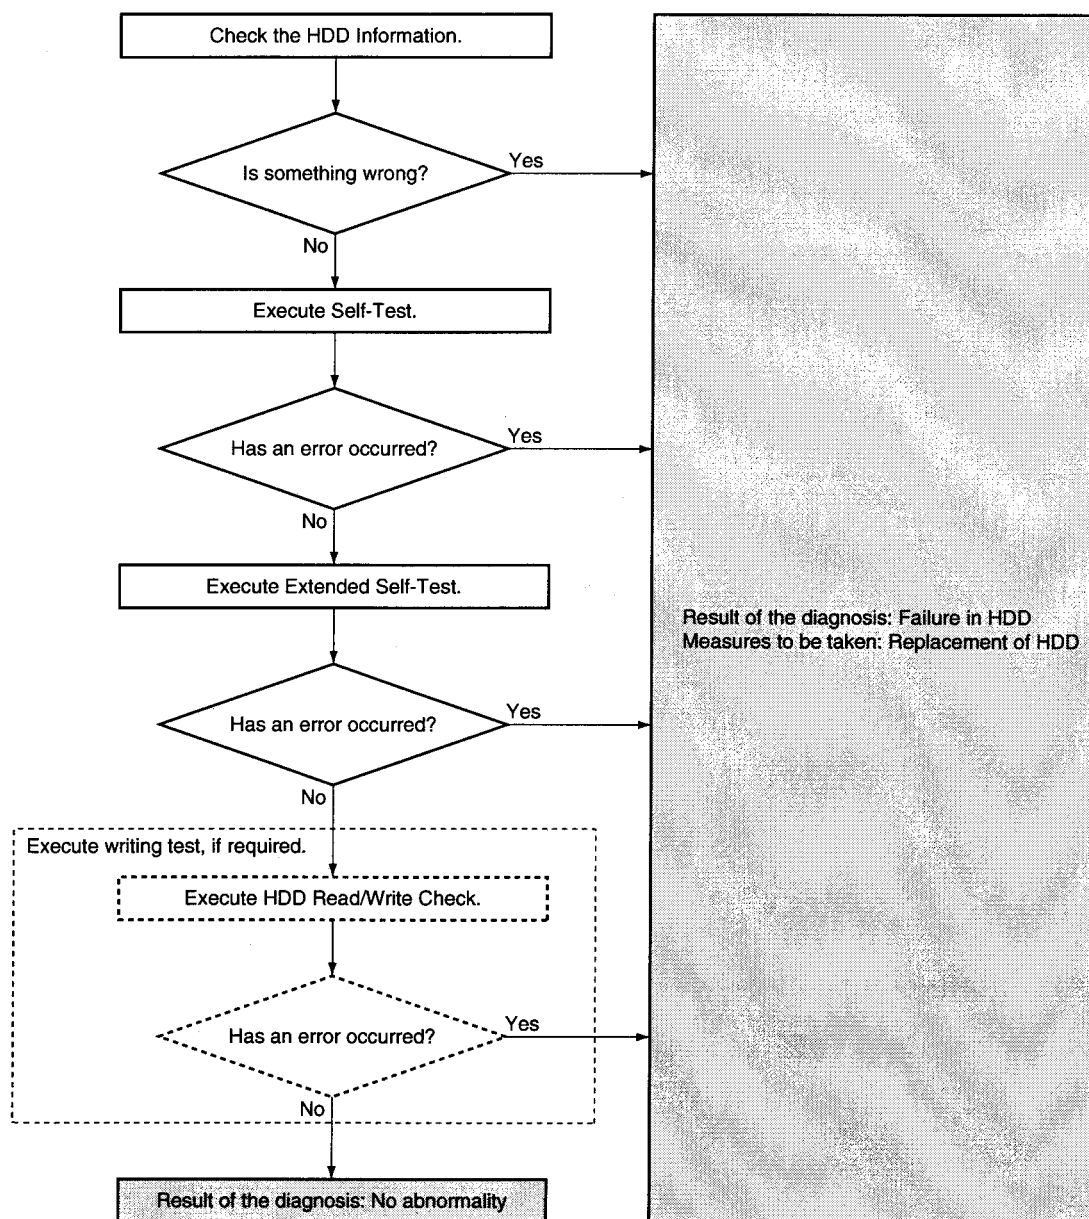 Check the HDD Information.
Is something wrong?
Yes
No
Execute Self-Test.
Has an error occurred?
Yes
No
Execute Extended Self-Test.
Result of the diagnosis: Failure in HDD
Measures to be taken: Replacement of HDD
Has an error occurred?
Yes
No
Execute writing test, if required.
Execute HDD Read/Write Check.
Has an error occurred?
Yes
No
Result of the diagnosis: No abnormality